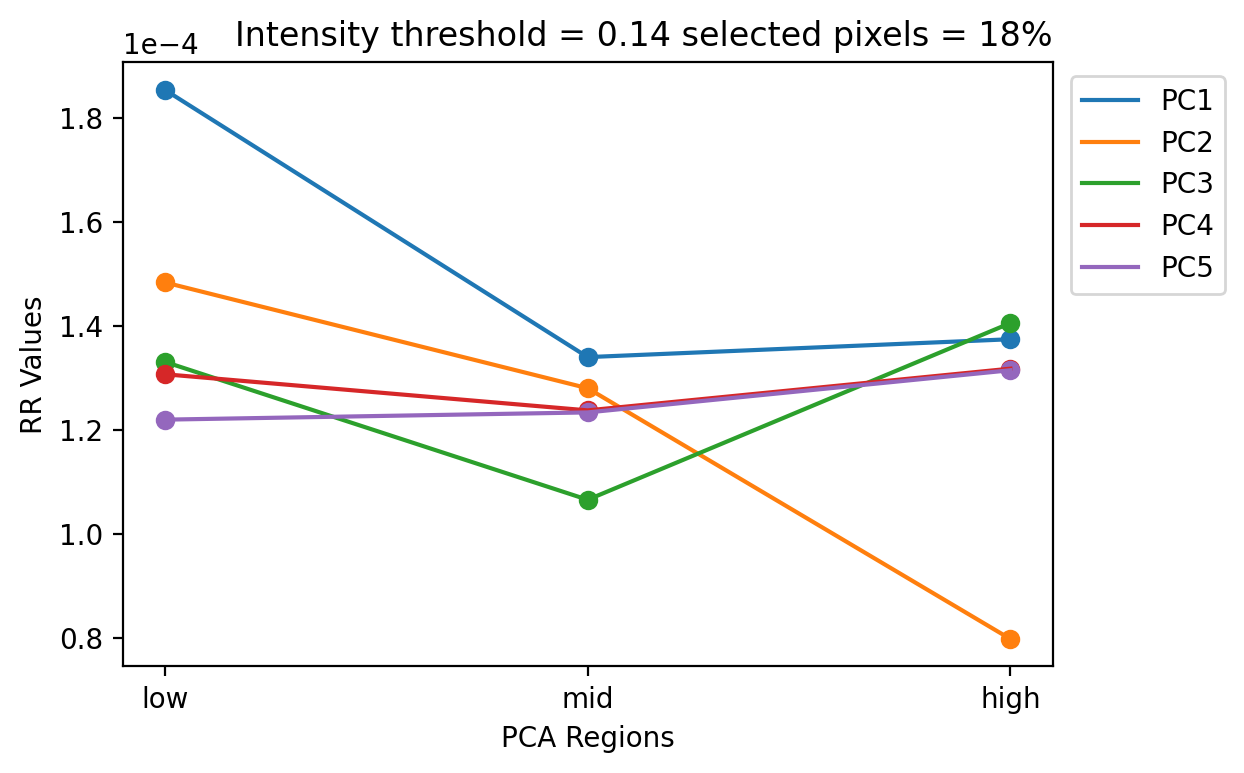 Intensity threshold = 0.14 selected pixels = 18%
1e−4
1.8
1.6
1.4
1.2
1.0
0.8
RR Values
low
mid
high
PCA Regions
PC1
PC2
PC3
PC4
PC5